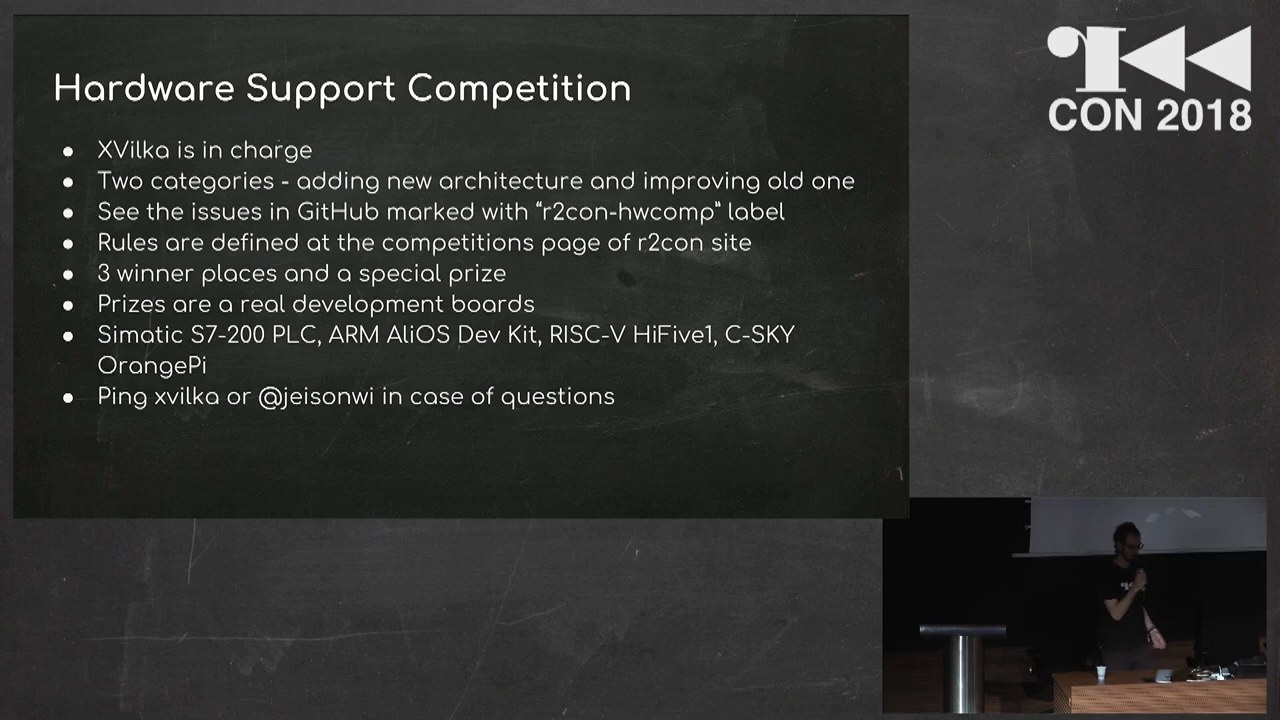 Hardware Support Competition
● XVilka is in charge
● Two categories - adding new architecture and improving old one
● See the issues in GitHub marked with “r2con-hwcomp” label
● Rules are defined at the competitions page of r2con site
● 3 winner places and a special prize
● Prizes are a real development boards
● Simatic S7-200 PLC, ARM AliOS Dev Kit, RISC-V HiFive1, C-SKY
OrangePi
● Ping xvilka or @jeisonwi in case of questions
CON 2018